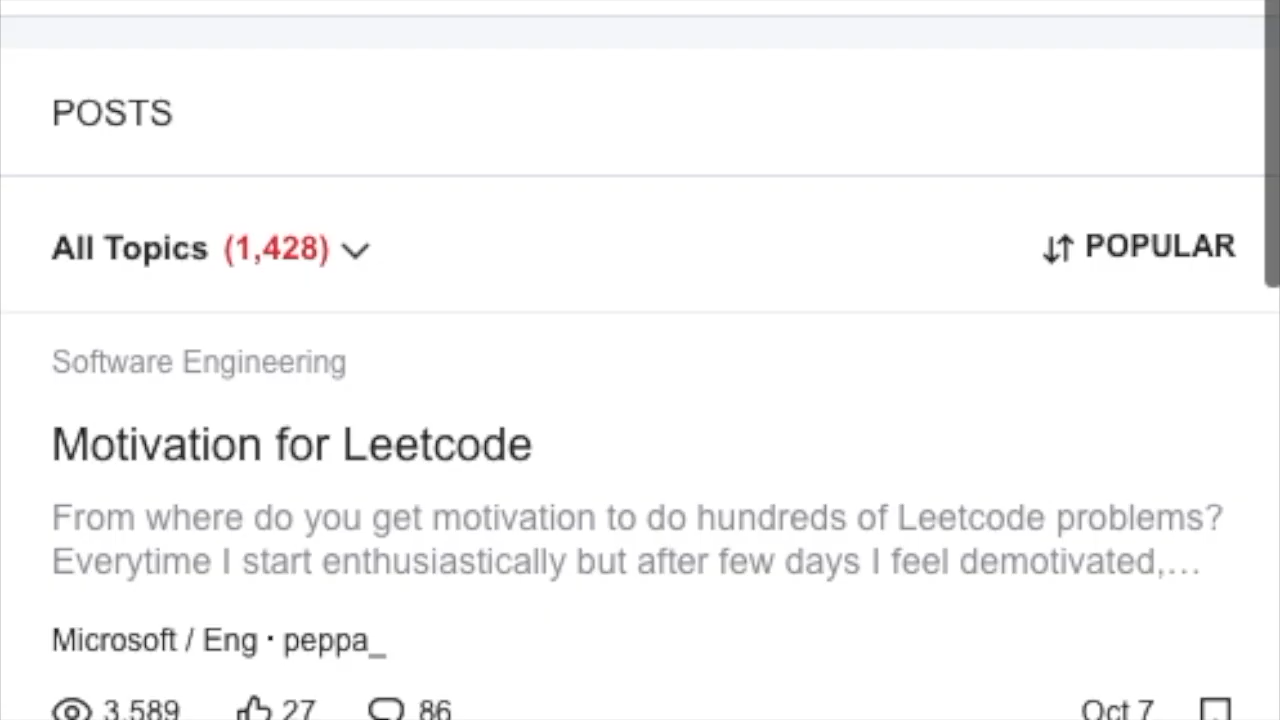 POSTS
All Topics (1,428)
POPULAR
Software Engineering
Motivation for Leetcode
From where do you get motivation to do hundreds of Leetcode problems?
Everytime I start enthusiastically but after few days I feel demotivated,...
Microsoft / Eng · peppa_
3,589 27 86 Oct 7